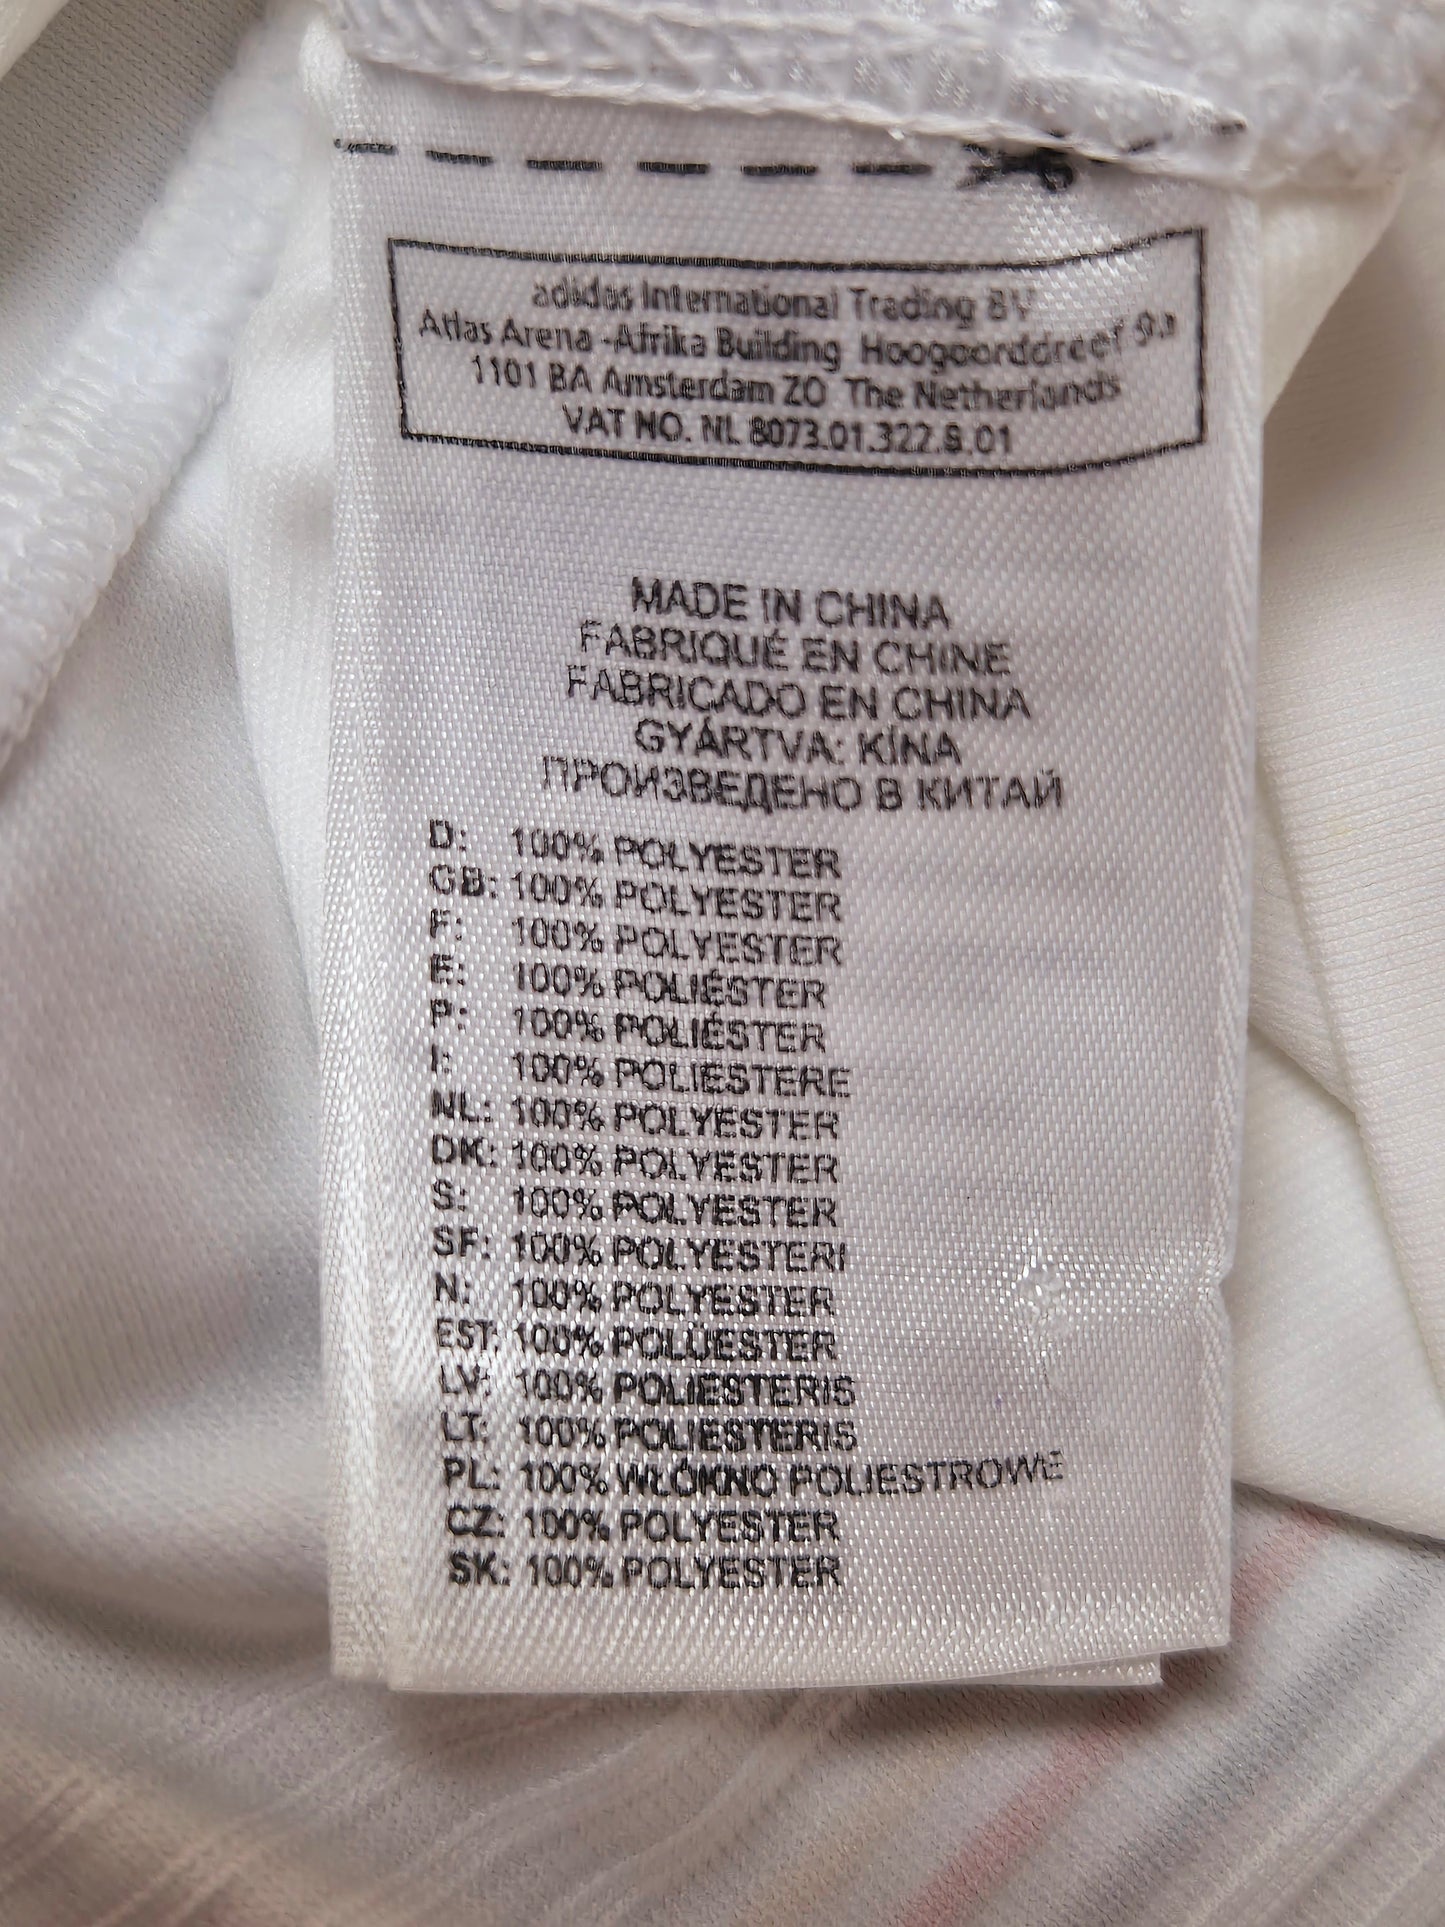 adidas International Trading BV
Atlas Arena -Afrika Building Hoogoorddreef 9a
1101 BA Amsterdam ZO The Netherlands
VAT NO. NL 8073.01.322.B.01
MADE IN CHINA
FABRIQUÉ EN CHINE
FABRICADO EN CHINA
GYÁRTVA: KÍNA
ПРОИЗВЕДЕНО В КИТАЙ
D: 100% POLYESTER
GB: 100% POLYESTER
F: 100% POLYESTER
E: 100% POLIÉSTER
P: 100% POLIÉSTER
I: 100% POLIESTERE
NL: 100% POLYESTER
DK: 100% POLYESTER
S: 100% POLYESTER
SF: 100% POLYESTERI
N: 100% POLYESTER
EST: 100% POLÜESTER
LV: 100% POLIESTERIS
LT: 100% POLIESTERIS
PL: 100% WŁÓKNO POLIESTROWE
CZ: 100% POLYESTER
SK: 100% POLYESTER